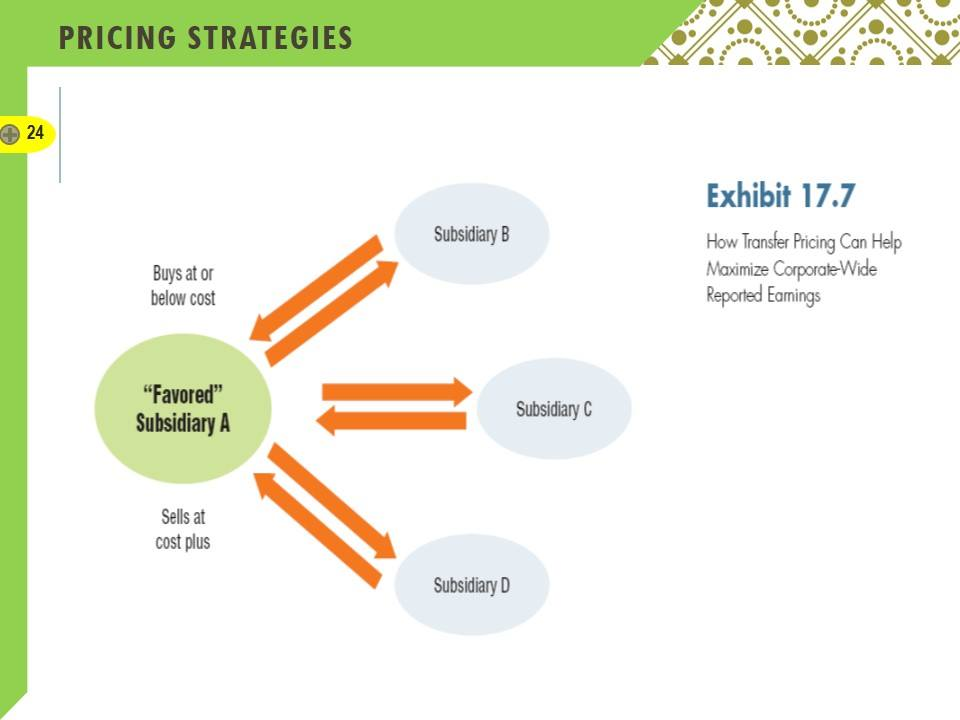 PRICING STRATEGIES
24
Exhibit 17.7
How Transfer Pricing Can Help
Maximize Corporate-Wide
Reported Earnings
Subsidiary B
Buys at or
below cost
“Favored”
Subsidiary A
Subsidiary C
Sells at
cost plus
Subsidiary D